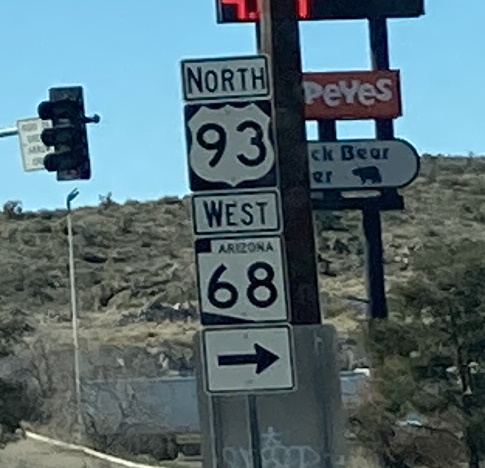 NORTH
93
WEST
ARIZONA
68
PEYES
ck Bear
er